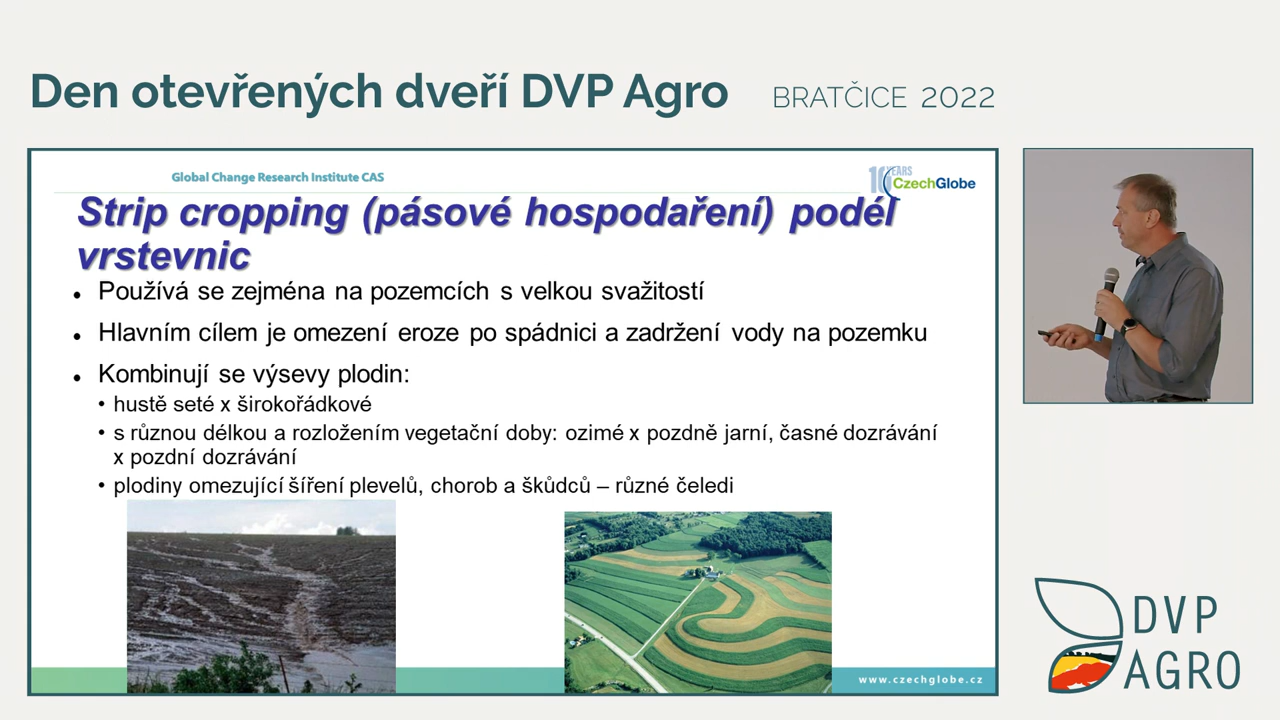 Den otevřených dveří DVP Agro BRATČICE 2022
Global Change Research Institute CAS
10 YEARS CzechGlobe
Strip cropping (pásové hospodaření) podél
vrstevnic
• Používá se zejména na pozemcích s velkou svažitostí
• Hlavním cílem je omezení eroze po spádnici a zadržení vody na pozemku
• Kombinují se výsevy plodin:
• hustě seté x širokořádkové
• s různou délkou a rozložením vegetační doby: ozimé x pozdně jarní, časné dozrávání
x pozdní dozrávání
• plodiny omezující šíření plevelů, chorob a škůdců – různé čeledi
www.czechglobe.cz
DVP
AGRO